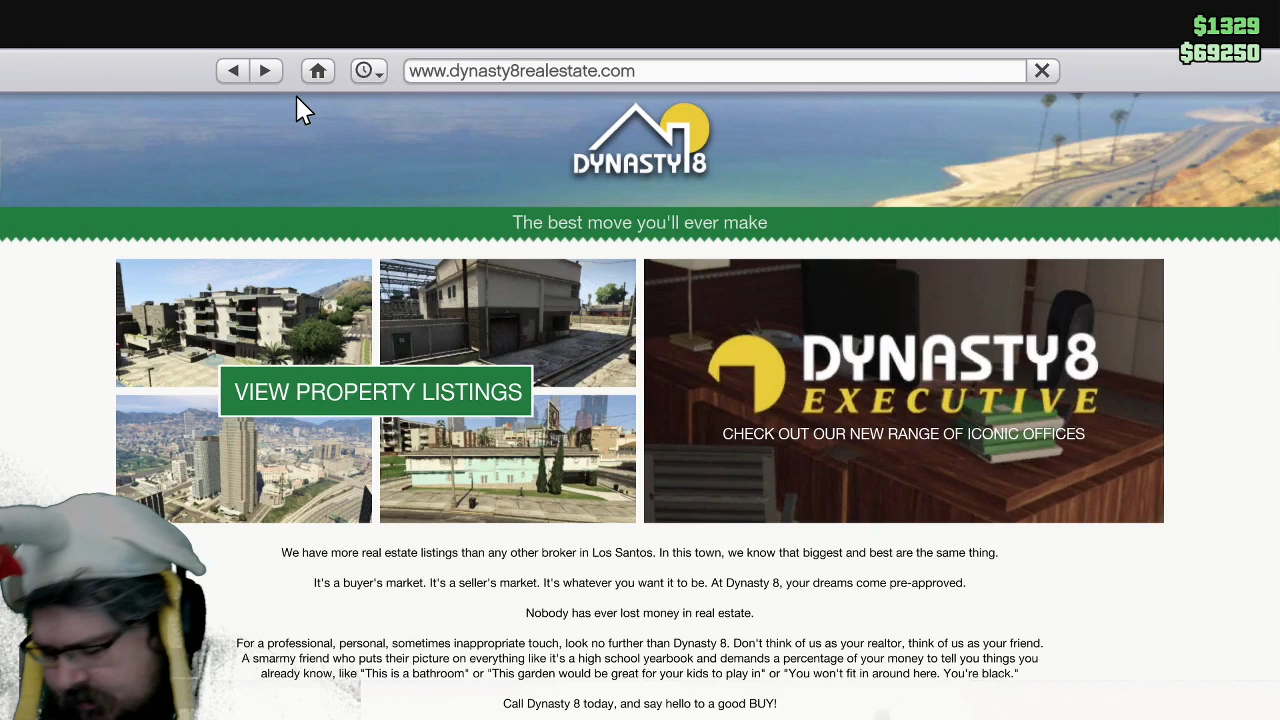 $1329
$69250
www.dynasty8realestate.com
DYNASTY 8
The best move you'll ever make
VIEW PROPERTY LISTINGS
DYNASTY 8
EXECUTIVE
CHECK OUT OUR NEW RANGE OF ICONIC OFFICES
We have more real estate listings than any other broker in Los Santos. In this town, we know that biggest and best are the same thing.
It's a buyer's market. It's a seller's market. It's whatever you want it to be. At Dynasty 8, your dreams come pre-approved.
Nobody has ever lost money in real estate.
For a professional, personal, sometimes inappropriate touch, look no further than Dynasty 8. Don't think of us as your realtor, think of us as your friend.
A smarmy friend who puts their picture on everything like it's a high school yearbook and demands a percentage of your money to tell you things you
already know, like "This is a bathroom" or "This garden would be great for your kids to play in" or "You won't fit in around here. You're black."
Call Dynasty 8 today, and say hello to a good BUY!